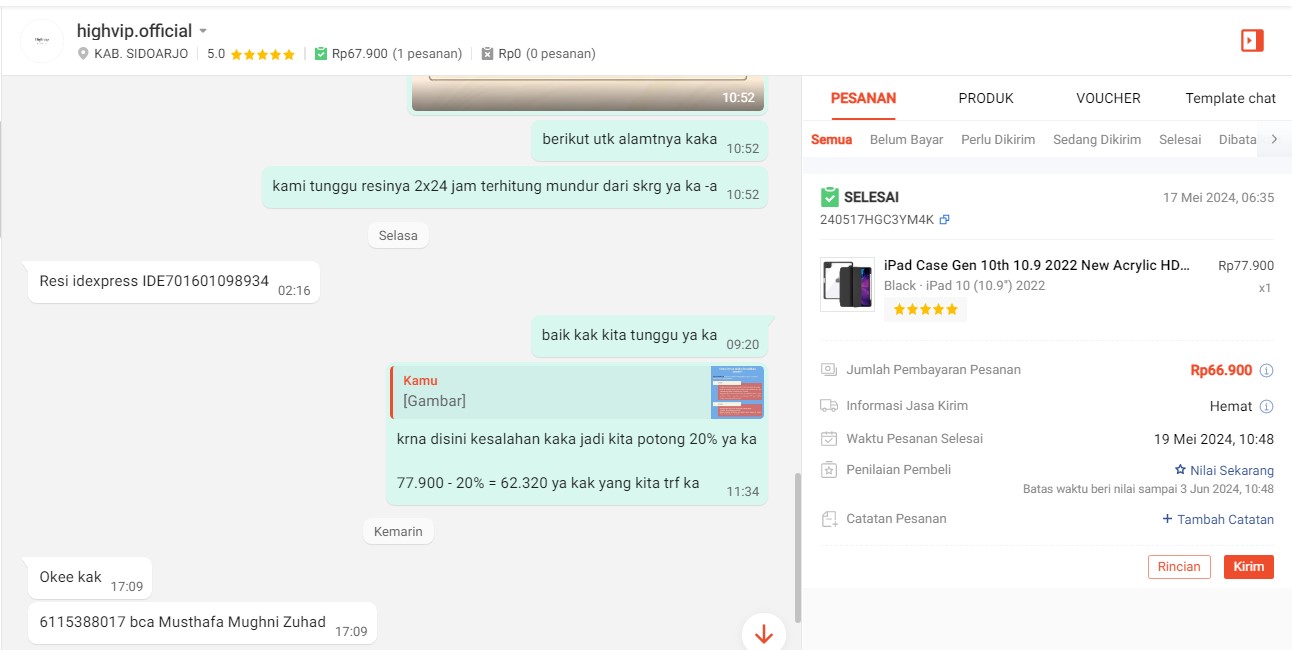 highvip.official
KAB. SIDOARJO 5.0 Rp67.900 (1 pesanan) Rp0 (0 pesanan)
10:52
berikut utk alamtnya kaka 10:52
kami tunggu resinya 2x24 jam terhitung mundur dari skrg ya ka -a 10:52
Selasa
Resi idexpress IDE701601098934 02:16
baik kak kita tunggu ya ka 09:20
Kamu
[Gambar]
krna disini kesalahan kaka jadi kita potong 20% ya ka
77.900 - 20% = 62.320 ya kak yang kita trf ka 11:34
Kemarin
Okee kak 17:09
6115388017 bca Musthafa Mughni Zuhad 17:09
PESANAN PRODUK VOUCHER Template chat
Semua Belum Bayar Perlu Dikirim Sedang Dikirim Selesai Dibata
SELESAI 17 Mei 2024, 06:35
240517HGC3YM4K
iPad Case Gen 10th 10.9 2022 New Acrylic HD... Rp77.900
Black · iPad 10 (10.9") 2022 x1
Jumlah Pembayaran Pesanan Rp66.900
Informasi Jasa Kirim Hemat
Waktu Pesanan Selesai 19 Mei 2024, 10:48
Penilaian Pembeli Nilai Sekarang
Batas waktu beri nilai sampai 3 Jun 2024, 10:48
Catatan Pesanan + Tambah Catatan
Rincian Kirim